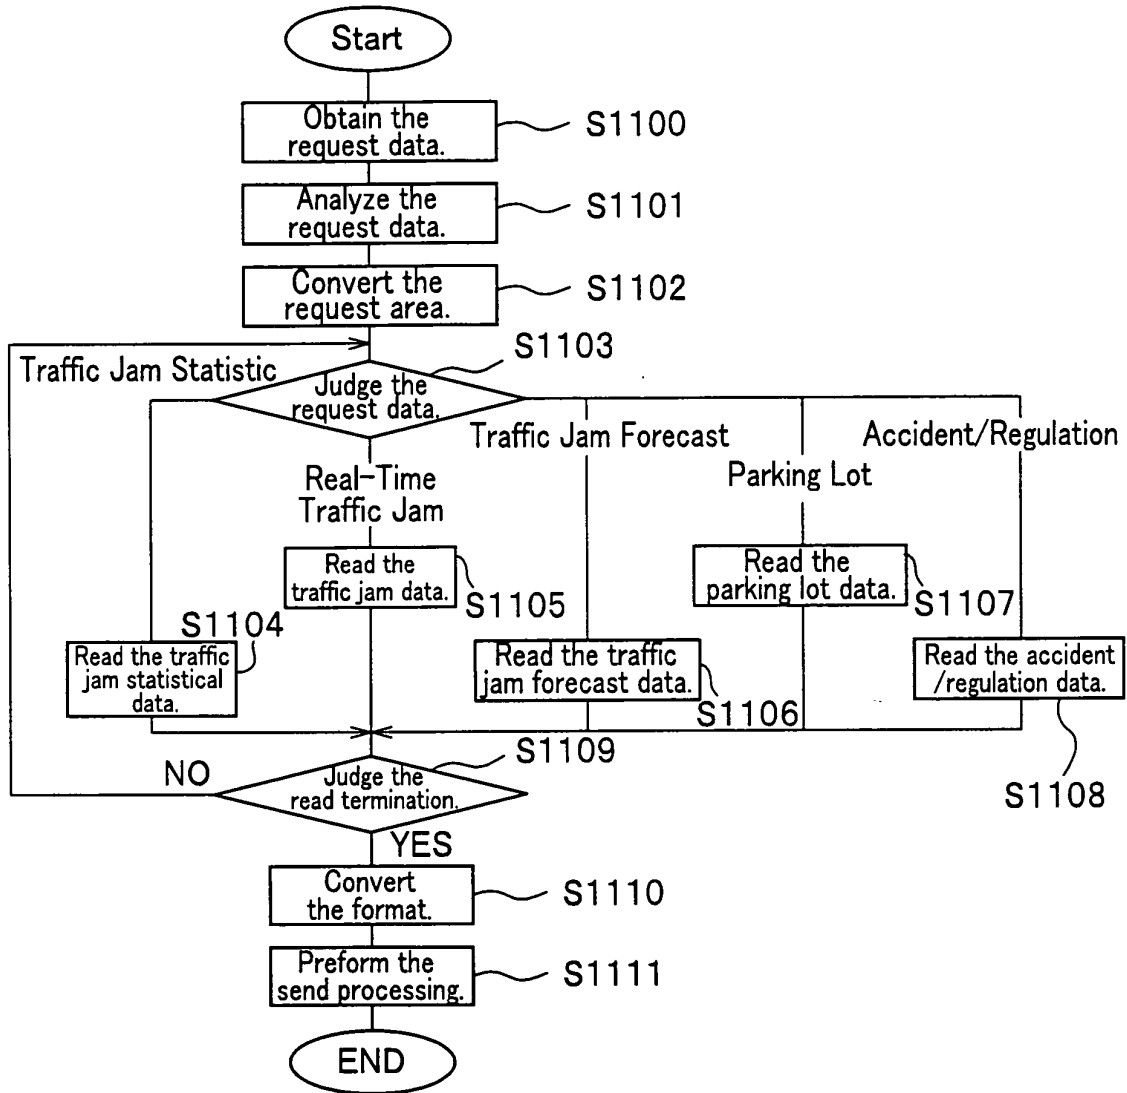 Start
Obtain the
request data.
S1100
Analyze the
request data.
S1101
Convert the
request area.
S1102
S1103
Traffic Jam Statistic
Judge the
request data.
Traffic Jam Forecast
Accident/Regulation
Real-Time
Traffic Jam
Parking Lot
Read the
traffic jam data.
S1105
Read the
parking lot data.
S1107
S1104
Read the traffic
jam statistical
data.
Read the traffic
jam forecast data.
S1106
Read the accident
/regulation data.
S1108
S1109
NO
Judge the
read termination.
YES
Convert
the format.
S1110
Preform the
send processing.
S1111
END